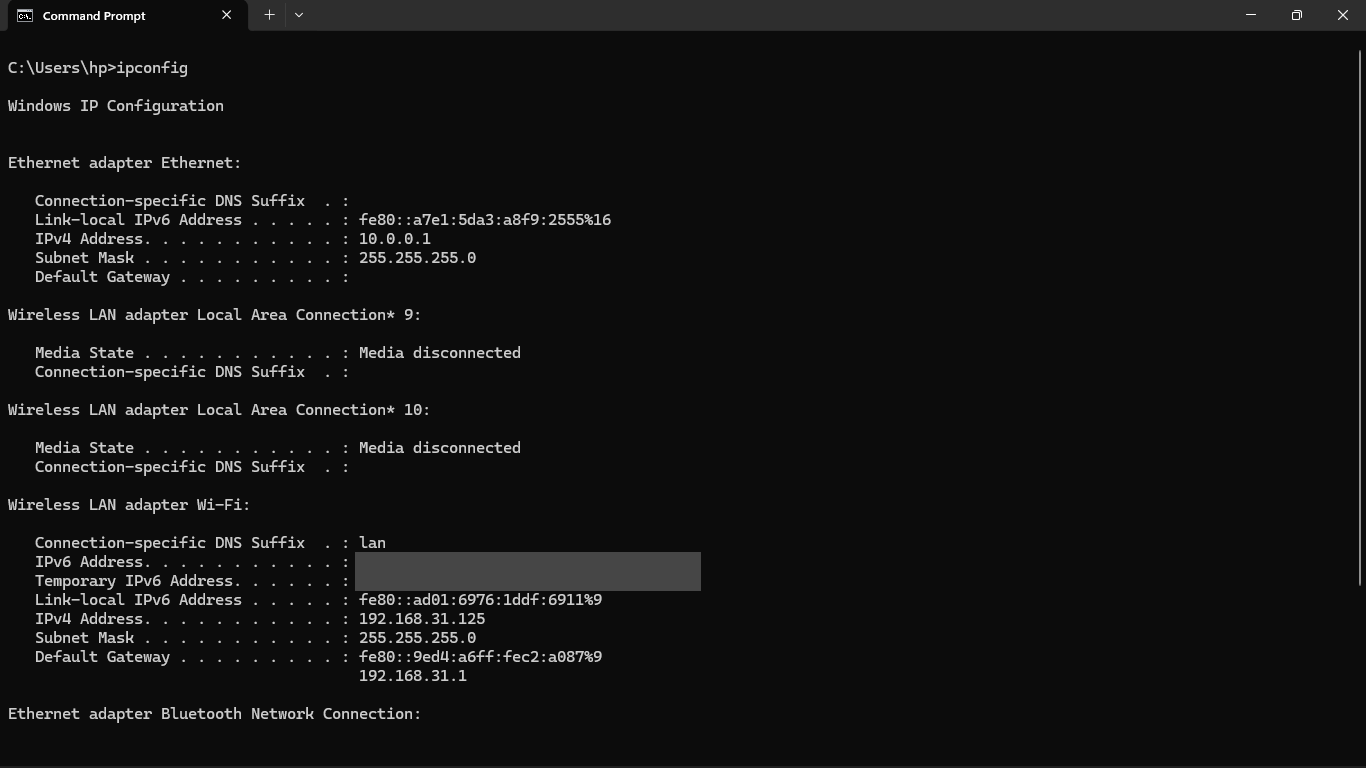 Command Prompt
C:\Users\hp>ipconfig
Windows IP Configuration
Ethernet adapter Ethernet:
Connection-specific DNS Suffix  . :
Link-local IPv6 Address . . . . . : fe80::a7e1:5da3:a8f9:2555%16
IPv4 Address. . . . . . . . . . . : 10.0.0.1
Subnet Mask . . . . . . . . . . . : 255.255.255.0
Default Gateway . . . . . . . . . :
Wireless LAN adapter Local Area Connection* 9:
Media State . . . . . . . . . . . : Media disconnected
Connection-specific DNS Suffix  . :
Wireless LAN adapter Local Area Connection* 10:
Media State . . . . . . . . . . . : Media disconnected
Connection-specific DNS Suffix  . :
Wireless LAN adapter Wi-Fi:
Connection-specific DNS Suffix  . : lan
IPv6 Address. . . . . . . . . . . :
Temporary IPv6 Address. . . . . . :
Link-local IPv6 Address . . . . . : fe80::ad01:6976:1ddf:6911%9
IPv4 Address. . . . . . . . . . . : 192.168.31.125
Subnet Mask . . . . . . . . . . . : 255.255.255.0
Default Gateway . . . . . . . . . : fe80::9ed4:a6ff:fec2:a087%9
192.168.31.1
Ethernet adapter Bluetooth Network Connection: